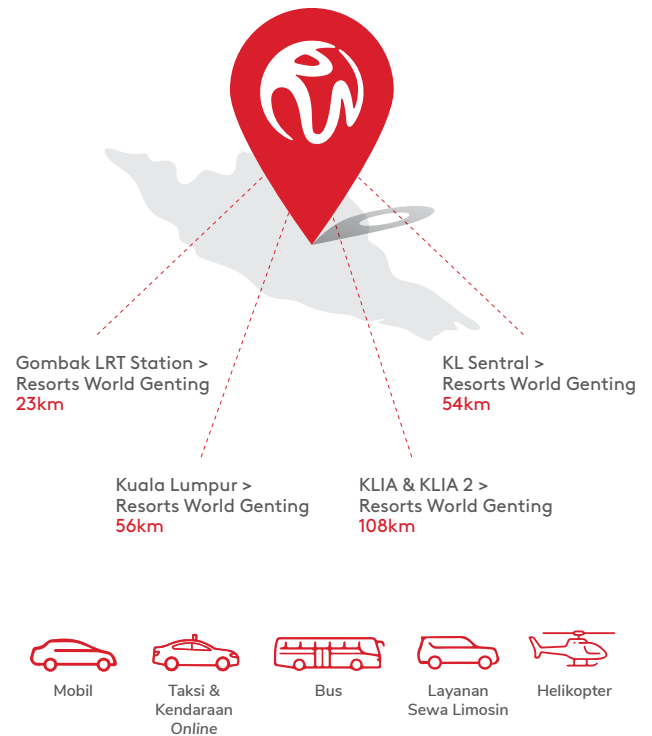 Gombak LRT Station >
Resorts World Genting
23km
KL Sentral >
Resorts World Genting
54km
Kuala Lumpur >
Resorts World Genting
56km
KLIA & KLIA 2 >
Resorts World Genting
108km
Mobil
Taksi &
Kendaraan
Online
Bus
Layanan
Sewa Limosin
Helikopter